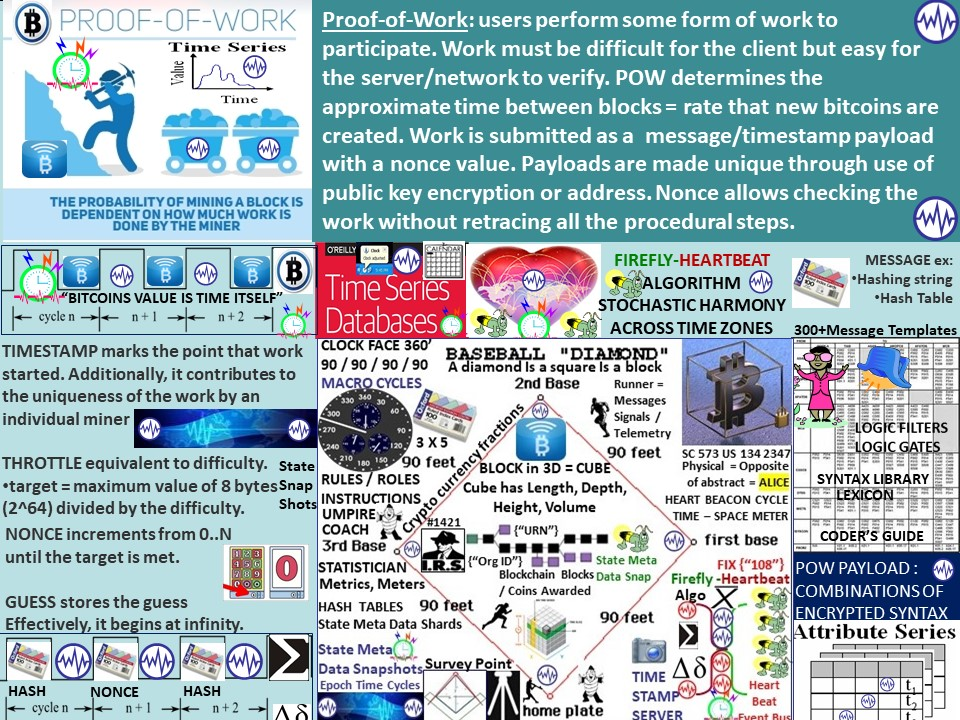 PROOF-OF-WORK
Time Series
Value
Time
THE PROBABILITY OF MINING A BLOCK IS
DEPENDENT ON HOW MUCH WORK IS
DONE BY THE MINER
Proof-of-Work: users perform some form of work to
participate. Work must be difficult for the client but easy for
the server/network to verify. POW determines the
approximate time between blocks = rate that new bitcoins are
created. Work is submitted as a message/timestamp payload
with a nonce value. Payloads are made unique through use of
public key encryption or address. Nonce allows checking the
work without retracing all the procedural steps.
“BITCOINS VALUE IS TIME ITSELF”
cycle n
n + 1
n + 2
O'REILLY
Clock
CALENDAR
Time Series
Databases
FIREFLY-HEARTBEAT
ALGORITHM
STOCHASTIC HARMONY
ACROSS TIME ZONES
MESSAGE ex:
•Hashing string
•Hash Table
300+Message Templates
TIMESTAMP marks the point that work
started. Additionally, it contributes to
the uniqueness of the work by an
individual miner
THROTTLE equivalent to difficulty.
•target = maximum value of 8 bytes
(2^64) divided by the difficulty.
State
Snap
Shots
NONCE increments from 0..N
until the target is met.
0
GUESS stores the guess
Effectively, it begins at infinity.
HASH
NONCE
HASH
cycle n
n + 1
n + 2
Σ
Δδ
CLOCK FACE 360'
90 / 90 / 90 / 90
MACRO CYCLES
BASEBALL "DIAMOND"
A diamond Is a square Is a block
2nd Base
Runner =
Messages
Signals /
Telemetry
90 feet
Oxford
100
3 X 5
90 feet
Crypto currency fractions
RULES / ROLES
INSTRUCTIONS
UMPIRE
COACH
3rd Base
BLOCK in 3D = CUBE
Cube has Length, Depth,
Height, Volume
#1421
I.R.S.
{"URN"}
{"Org ID"}
State Meta
Data Snap
Blockchain Blocks
/ Coins Awarded
first base
SC 573 US 134 2347
Physical = Opposite
of abstract = ALICE
HEART BEACON CYCLE
TIME – SPACE METER
STATISTICIAN
Metrics, Meters
HASH TABLES
State Meta Data Shards
90 feet
90 feet
State Meta
Data Snapshots
Epoch Time Cycles
Survey Point
home plate
FIX {“108”}
Firefly -Heartbeat
Algo
Σ
Δδ
TIME
STAMP
SERVER
Heart
Beat
Event Bus
LOGIC FILTERS
LOGIC GATES
SYNTAX LIBRARY
LEXICON
CODER’S GUIDE
POW PAYLOAD :
COMBINATIONS OF
ENCRYPTED SYNTAX
Attribute Series
t1
t2